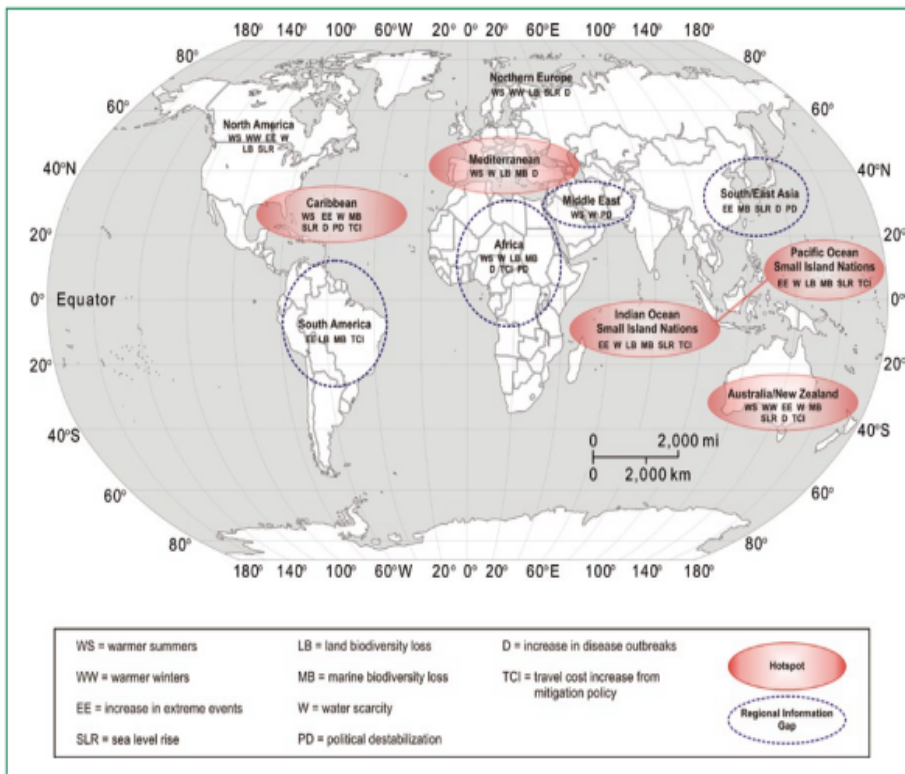 180° 140° 100° 60°W 20° 0° 20° 60°E 100° 140° 180°
80° 80°
Northern Europe
WS WW LB SLR D
60° 60°
North America
WS WW EE W
LB SLR
40°N 40°N
Mediterranean
WS W LB MB D
South/East Asia
EE MB SLR D PD
Middle East
WS W PD
Caribbean
WS EE W MB
SLR D PD TCI
20° 20°
Africa
WS W LB MB
D TCI PD
Pacific Ocean
Small Island Nations
EE W LB MB SLR TCI
Equator 0° 0°
Indian Ocean
Small Island Nations
EE W LB MB SLR TCI
South America
EE LB MB TCI
20° 20°
Australia/New Zealand
WS WW EE W MB
SLR D TCI
40°S 40°S
0 2,000 mi
0 2,000 km
60° 60°
80° 80°
180° 140° 100° 60°W 20° 0° 20° 60°E 100° 140° 180°
WS = warmer summers
WW = warmer winters
EE = increase in extreme events
SLR = sea level rise
LB = land biodiversity loss
MB = marine biodiversity loss
W = water scarcity
PD = political destabilization
D = increase in disease outbreaks
TCI = travel cost increase from
mitigation policy
Hotspot
Regional Information
Gap